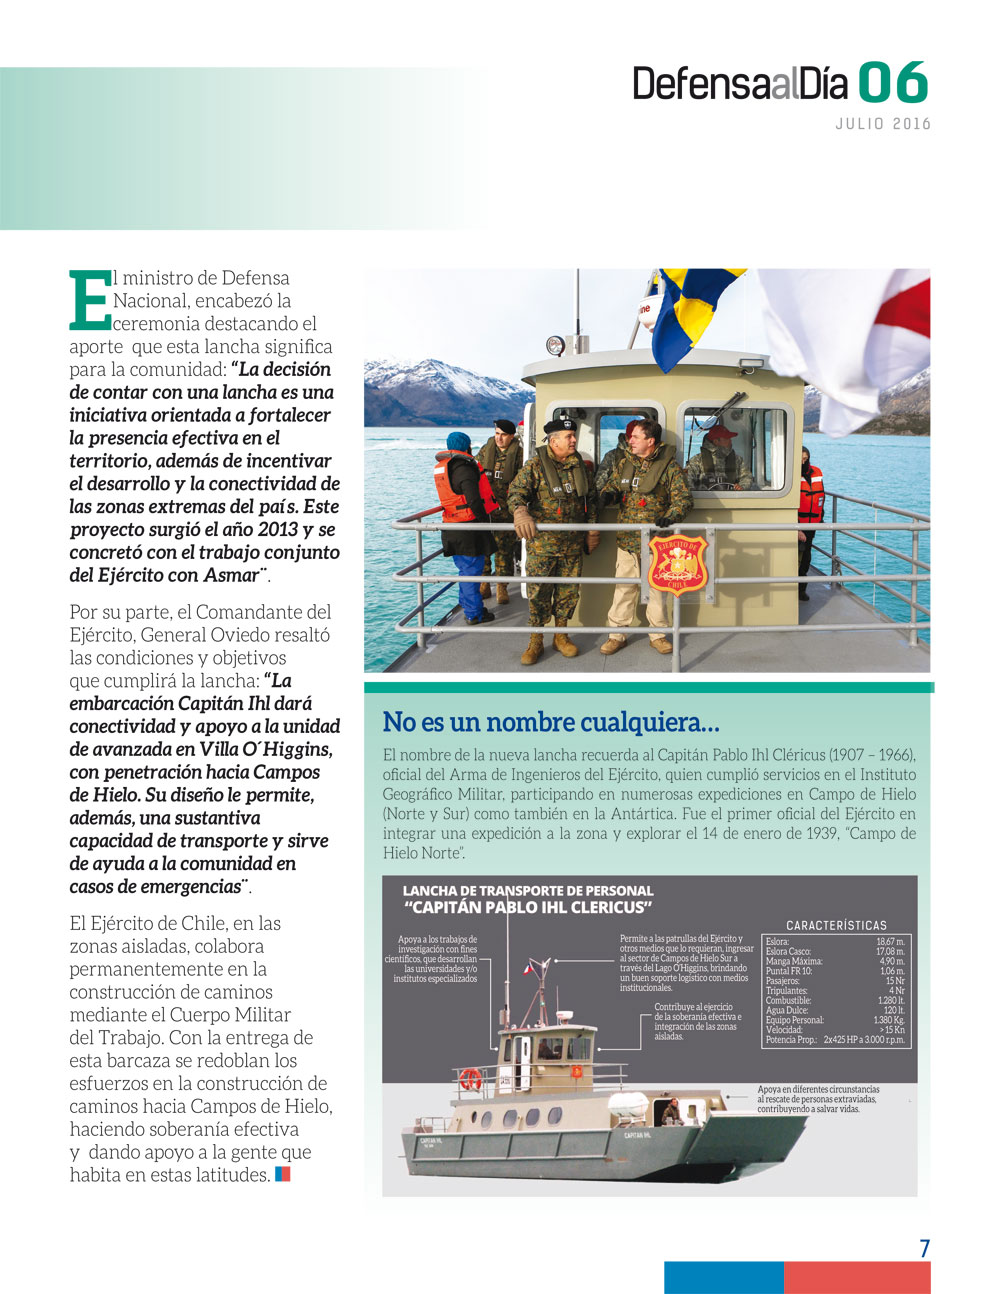 DefensaalDía 06
JULIO 2016
El ministro de Defensa
Nacional, encabezó la
ceremonia destacando el
aporte que esta lancha significa
para la comunidad: “La decisión
de contar con una lancha es una
iniciativa orientada a fortalecer
la presencia efectiva en el
territorio, además de incentivar
el desarrollo y la conectividad de
las zonas extremas del país. Este
proyecto surgió el año 2013 y se
concretó con el trabajo conjunto
del Ejército con Asmar¨.
Por su parte, el Comandante del
Ejército, General Oviedo resaltó
las condiciones y objetivos
que cumplirá la lancha: “La
embarcación Capitán Ihl dará
conectividad y apoyo a la unidad
de avanzada en Villa O´Higgins,
con penetración hacia Campos
de Hielo. Su diseño le permite,
además, una sustantiva
capacidad de transporte y sirve
de ayuda a la comunidad en
casos de emergencias¨.
El Ejército de Chile, en las
zonas aisladas, colabora
permanentemente en la
construcción de caminos
mediante el Cuerpo Militar
del Trabajo. Con la entrega de
esta barcaza se redoblan los
esfuerzos en la construcción de
caminos hacia Campos de Hielo,
haciendo soberanía efectiva
y dando apoyo a la gente que
habita en estas latitudes.
EJERCITO DE
CHILE
No es un nombre cualquiera...
El nombre de la nueva lancha recuerda al Capitán Pablo Ihl Cléricus (1907 – 1966),
oficial del Arma de Ingenieros del Ejército, quien cumplió servicios en el Instituto
Geográfico Militar, participando en numerosas expediciones en Campo de Hielo
(Norte y Sur) como también en la Antártica. Fue el primer oficial del Ejército en
integrar una expedición a la zona y explorar el 14 de enero de 1939, “Campo de
Hielo Norte”.
LANCHA DE TRANSPORTE DE PERSONAL
“CAPITÁN PABLO IHL CLERICUS”
Apoya a los trabajos de
investigación con fines
científicos, que desarrollan
las universidades y/o
institutos especializados
Permite a las patrullas del Ejército y
otros medios que lo requieran, ingresar
al sector de Campos de Hielo Sur a
través del Lago O'Higgins, brindando
un buen soporte logístico con medios
institucionales.
Contribuye al ejercicio
de la soberanía efectiva e
integración de las zonas
aisladas.
CARACTERÍSTICAS
Eslora: 18,67 m.
Eslora Casco: 17,08 m.
Manga Máxima: 4,90 m.
Puntal FR 10: 1,06 m.
Pasajeros: 15 Nr
Tripulantes: 4 Nr
Combustible: 1.280 lt.
Agua Dulce: 120 lt.
Equipo Personal: 1.380 Kg.
Velocidad: >15 Kn
Potencia Prop.: 2x425 HP a 3.000 r.p.m.
Apoya en diferentes circunstancias
al rescate de personas extraviadas,
contribuyendo a salvar vidas.
CAPITAN IHL
CAPITAN IHL
7